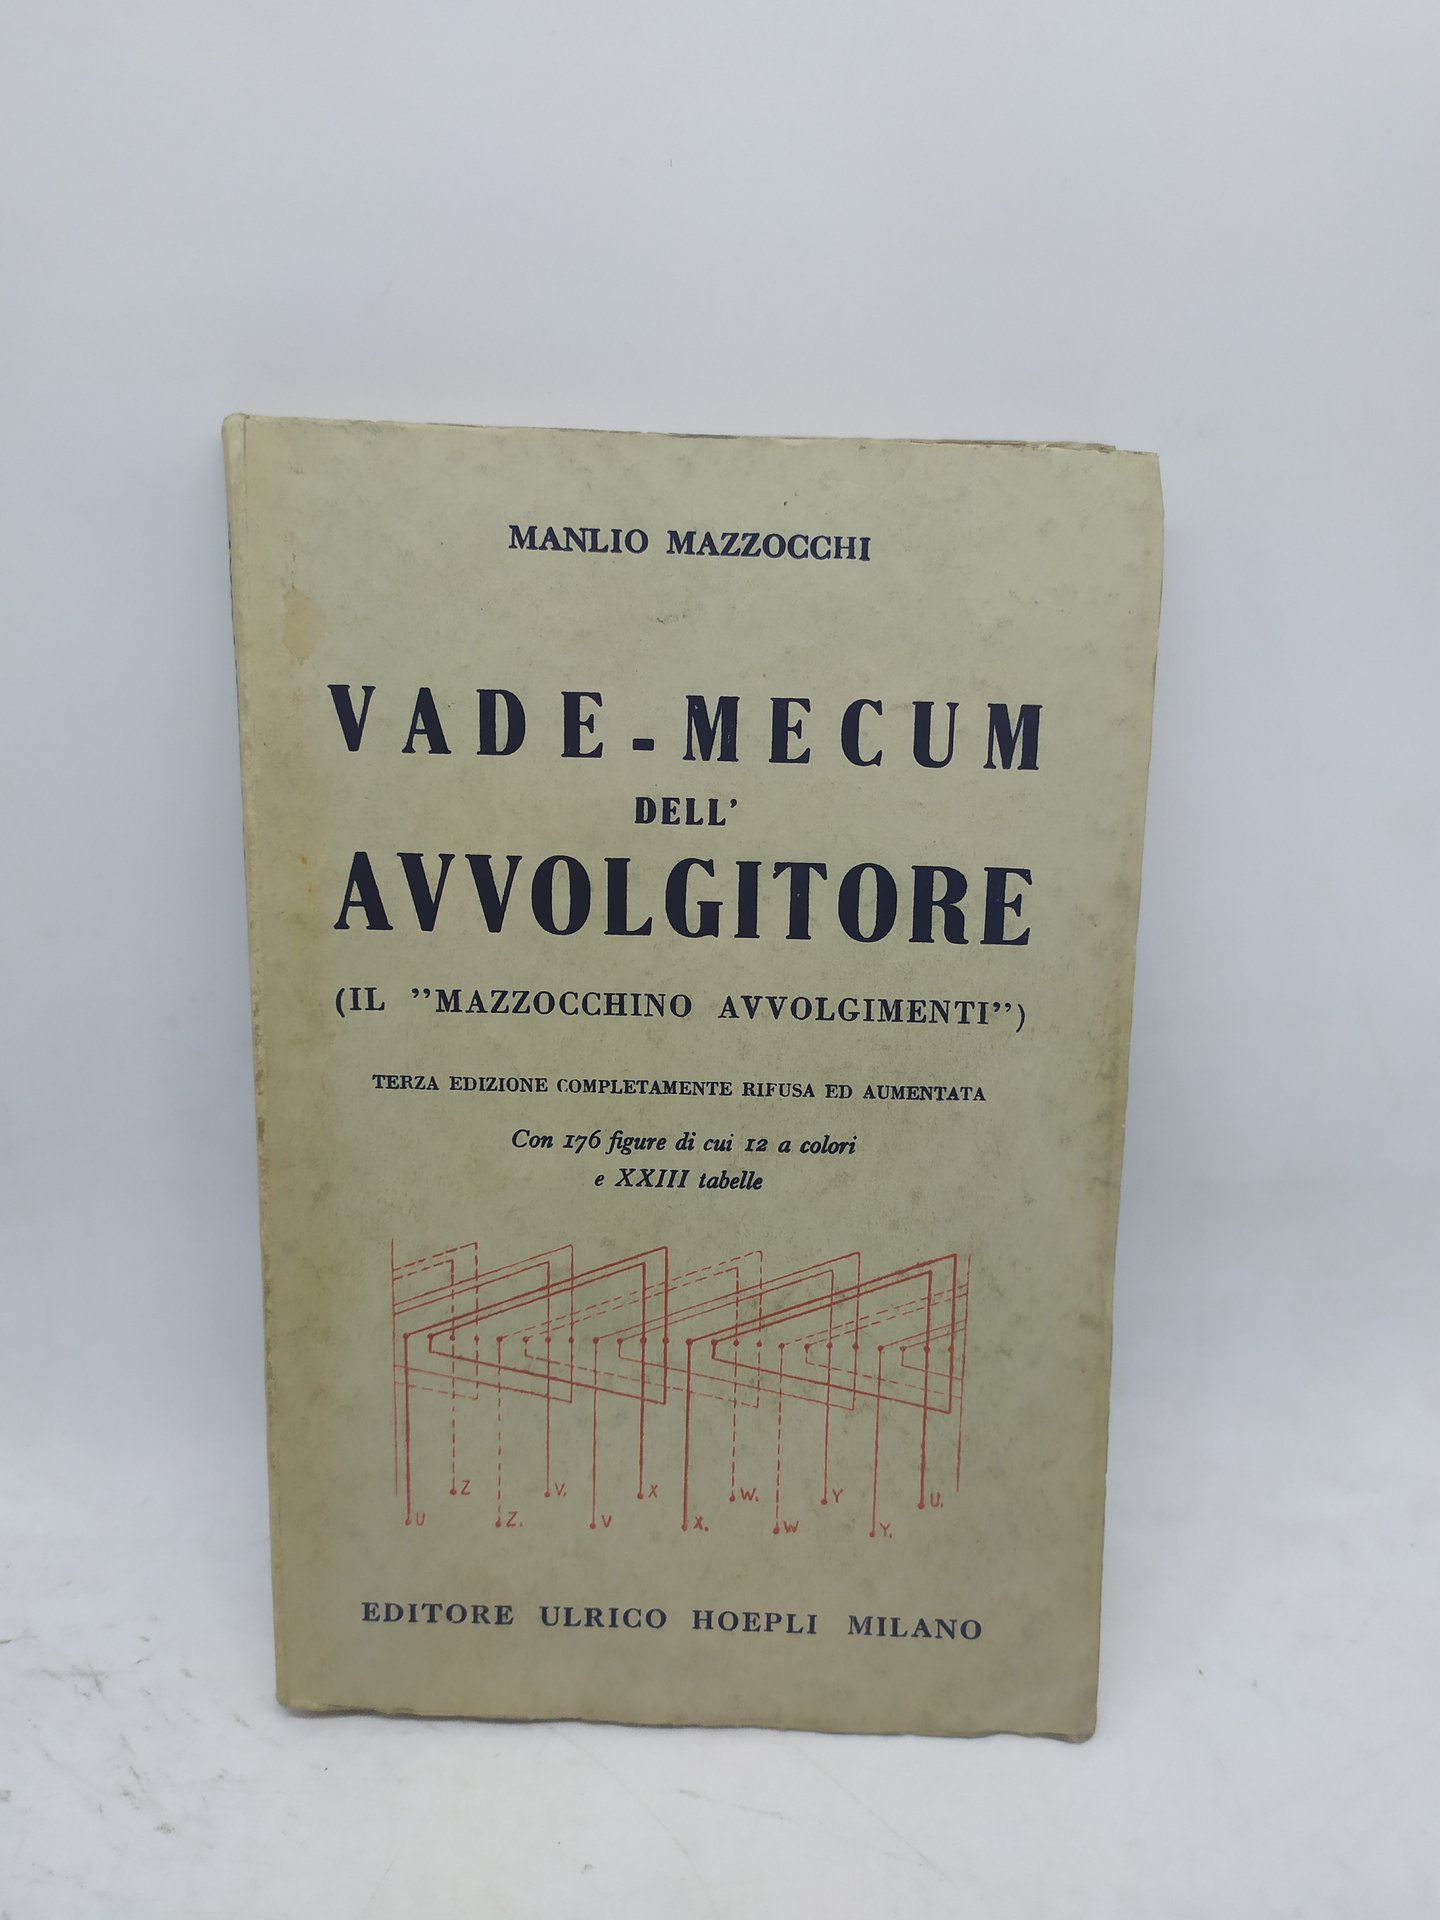 MANLIO MAZZOCCHI
VADE-MECUM
DELL'
AVVOLGITORE
(IL "MAZZOCCHINO AVVOLGIMENTI")
TERZA EDIZIONE COMPLETAMENTE RIFUSA ED AUMENTATA
Con 176 figure di cui 12 a colori
e XXIII tabelle
Z V. X W. Y U.
U Z. V X. W Y.
EDITORE ULRICO HOEPLI MILANO